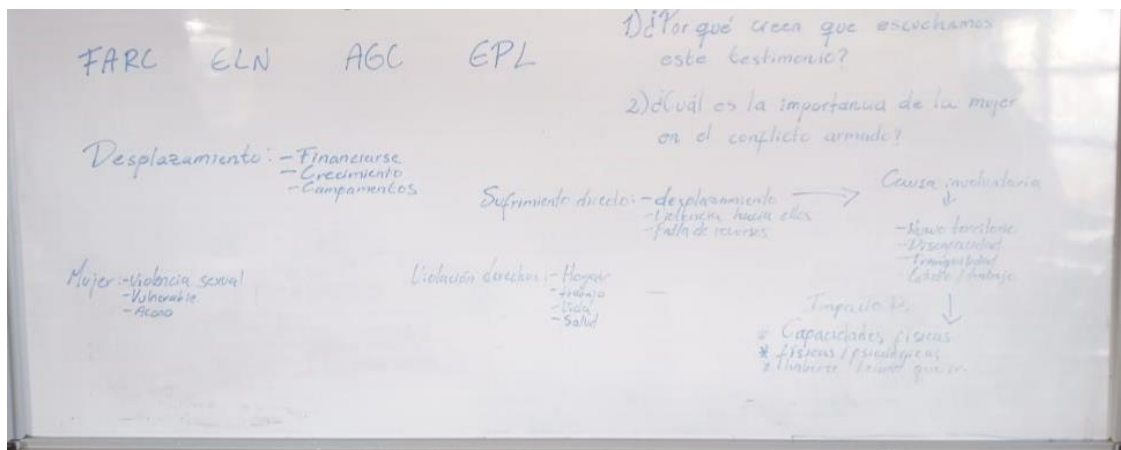 FARC ELN AGC EPL
1) ¿Por qué creen que escuchamos
este testimonio?
2) ¿Cuál es la importancia de la mujer
en el conflicto armado?
Desplazamiento: - Financiarse
- Crecimiento
- Campamentos
Sufrimiento directo: - desplazamiento
- Violencia hacia ellos
- Falta de recursos
Causa involuntaria
- Nuevo territorio
- Discapacidad
- Tranquilidad
- trabajo
Mujer: - Violencia sexual
- Vulnerable
- Acoso
Violación derechos: - Hogar
- trabajo
- Vida
- Salud
Impacto D.
* Capacidades físicas
* físicas / psicológicas
* que ir.